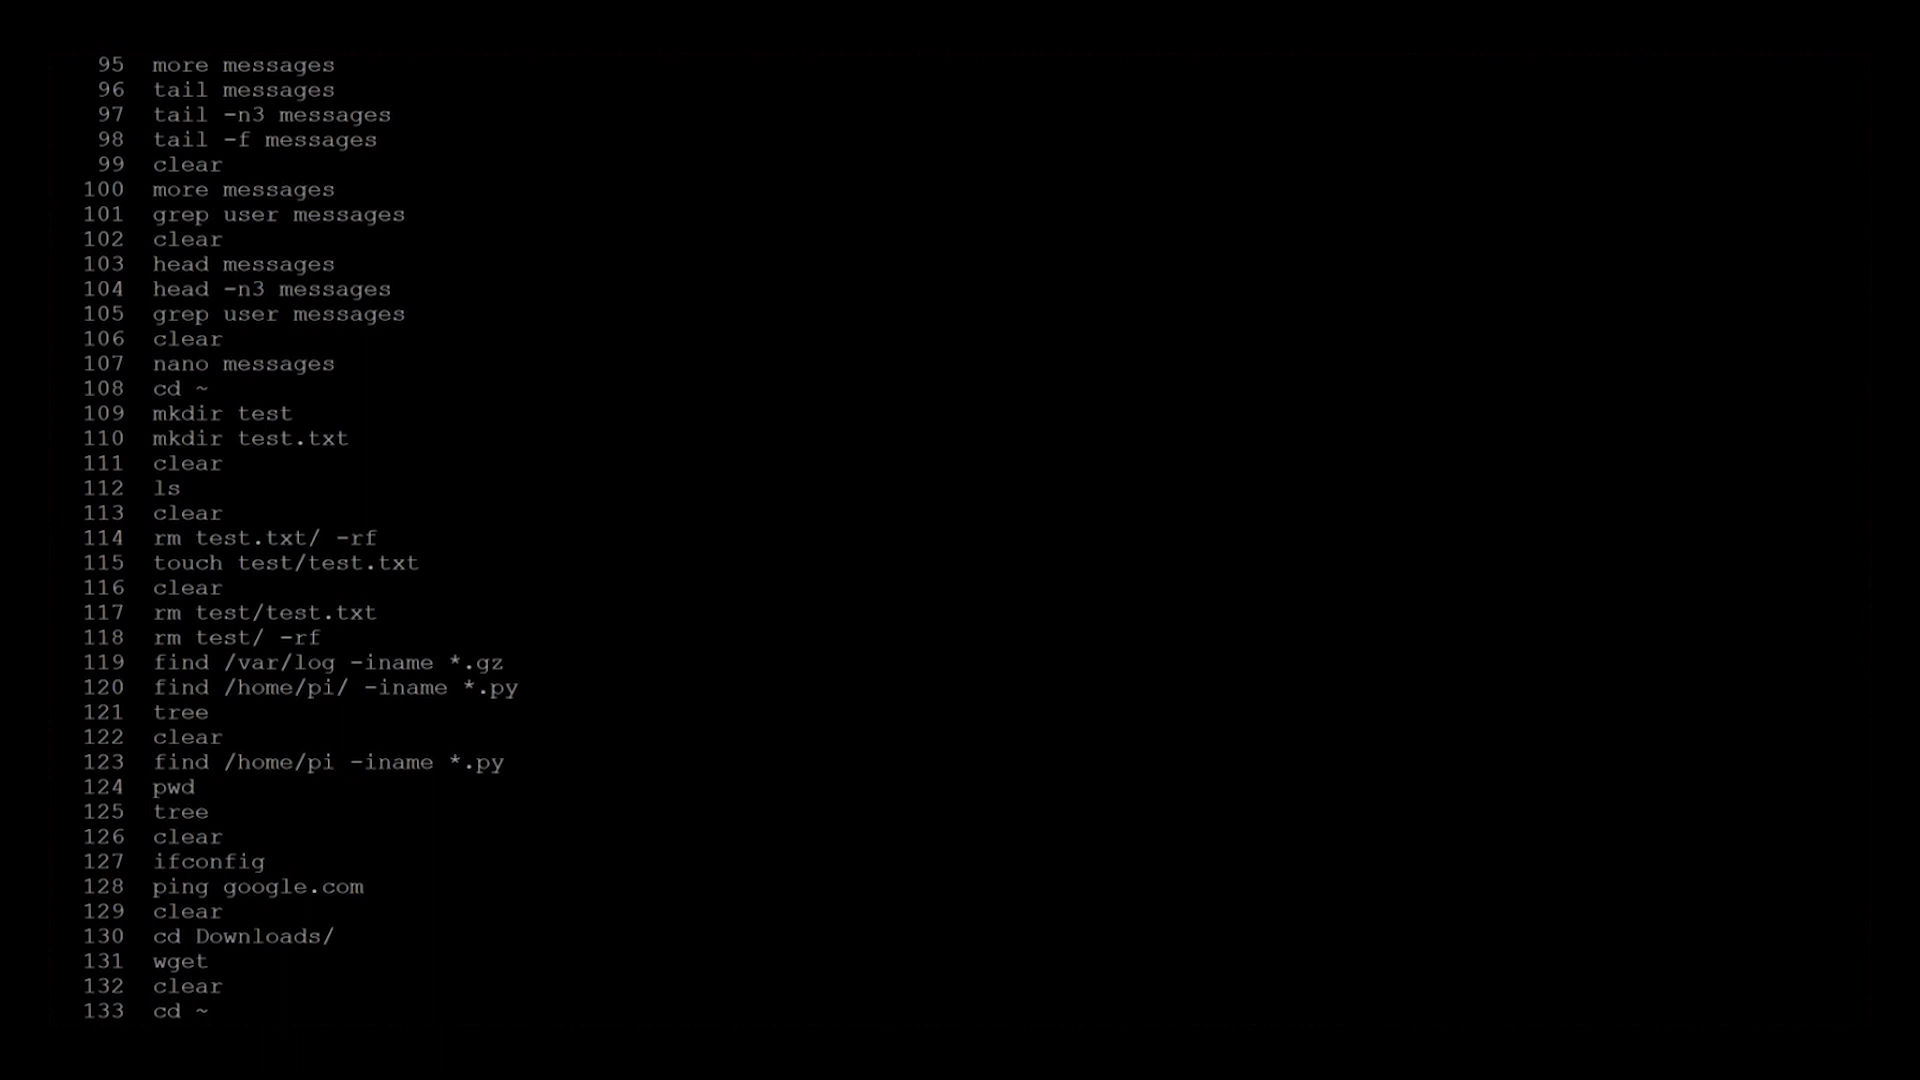 95 more messages
96 tail messages
97 tail -n3 messages
98 tail -f messages
99 clear
100 more messages
101 grep user messages
102 clear
103 head messages
104 head -n3 messages
105 grep user messages
106 clear
107 nano messages
108 cd ~
109 mkdir test
110 mkdir test.txt
111 clear
112 ls
113 clear
114 rm test.txt/ -rf
115 touch test/test.txt
116 clear
117 rm test/test.txt
118 rm test/ -rf
119 find /var/log -iname *.gz
120 find /home/pi/ -iname *.py
121 tree
122 clear
123 find /home/pi -iname *.py
124 pwd
125 tree
126 clear
127 ifconfig
128 ping google.com
129 clear
130 cd Downloads/
131 wget
132 clear
133 cd ~